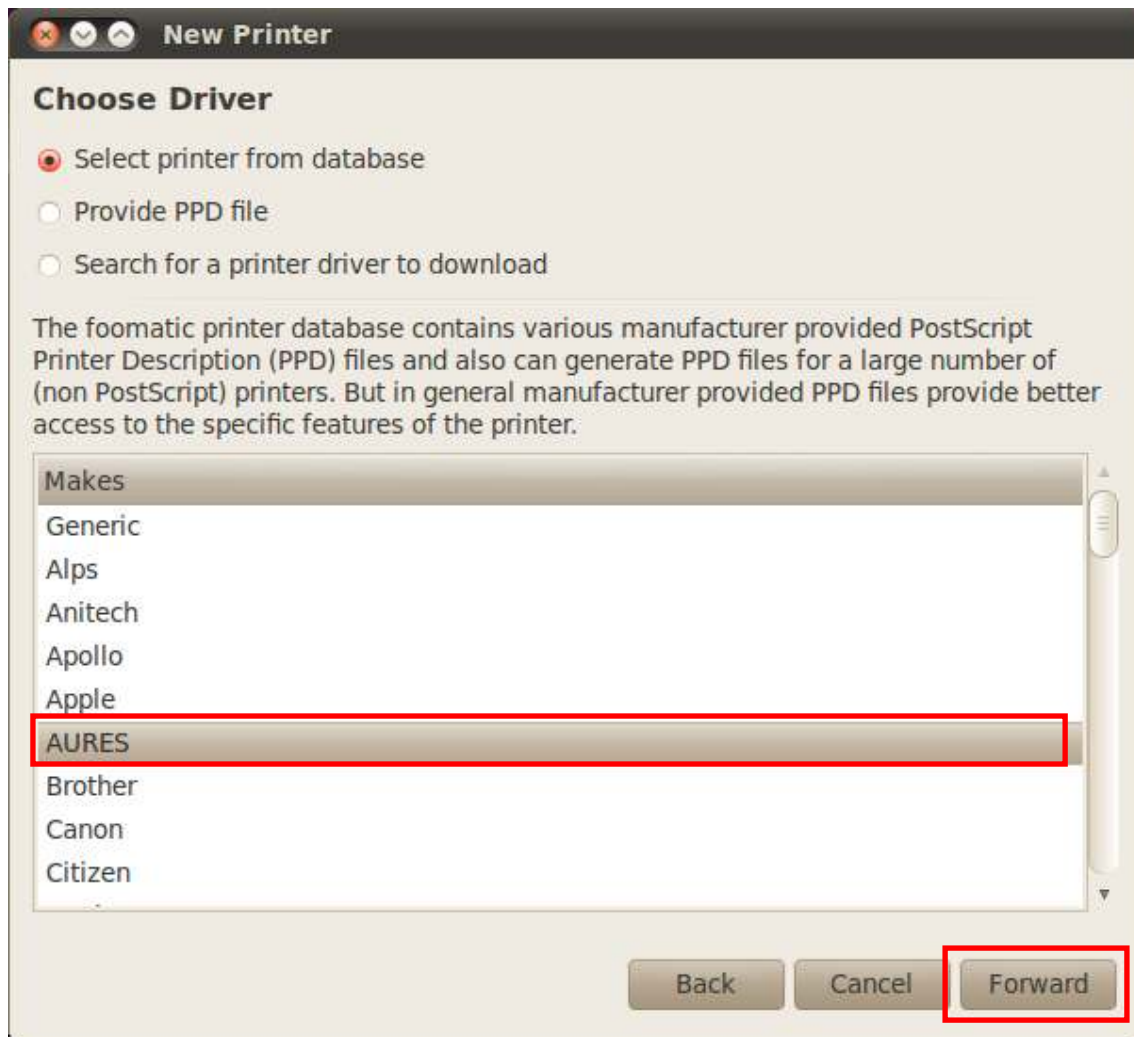 New Printer
Choose Driver
Select printer from database
Provide PPD file
Search for a printer driver to download
The foomatic printer database contains various manufacturer provided PostScript
Printer Description (PPD) files and also can generate PPD files for a large number of
(non PostScript) printers. But in general manufacturer provided PPD files provide better
access to the specific features of the printer.
Makes
Generic
Alps
Anitech
Apollo
Apple
AURES
Brother
Canon
Citizen
Back Cancel Forward